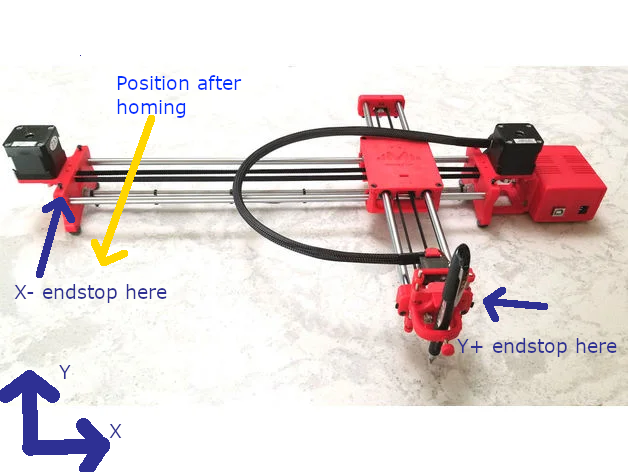 Position after
homing
X- endstop here
Y+ endstop here
Y
X